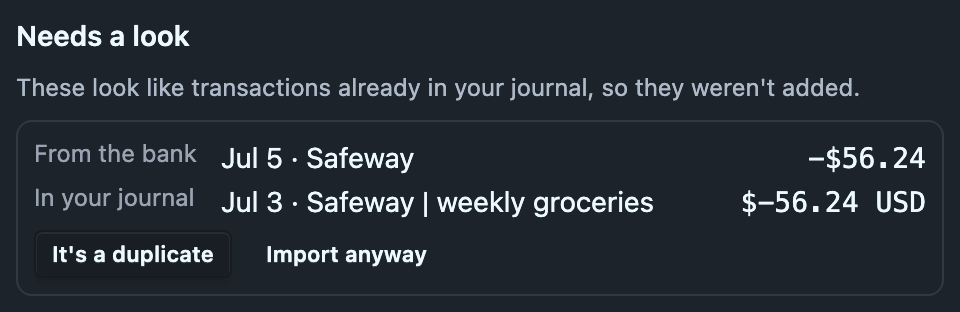 Needs a look
These look like transactions already in your journal, so they weren't added.
From the bank Jul 5 · Safeway −$56.24
In your journal Jul 3 · Safeway | weekly groceries $−56.24 USD
It's a duplicate Import anyway